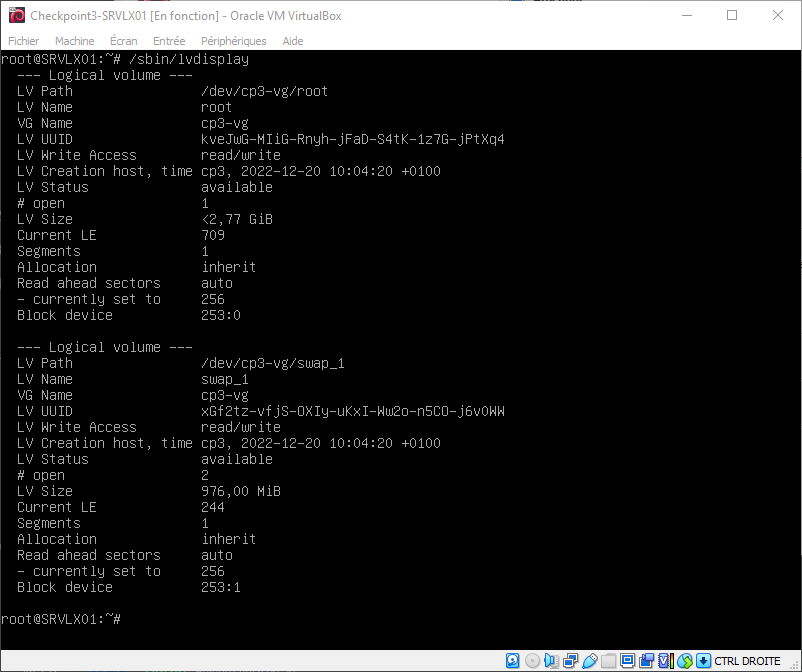 Checkpoint3-SRVLX01 [En fonction] - Oracle VM VirtualBox
Fichier Machine Écran Entrée Périphériques Aide
root@SRVLX01:~# /sbin/lvdisplay
--- Logical volume ---
LV Path /dev/cp3-vg/root
LV Name root
VG Name cp3-vg
LV UUID kveJwG-MIiG-Rnyh-jFaD-S4tK-1z7G-jPtXq4
LV Write Access read/write
LV Creation host, time cp3, 2022-12-20 10:04:20 +0100
LV Status available
# open 1
LV Size <2,77 GiB
Current LE 709
Segments 1
Allocation inherit
Read ahead sectors auto
- currently set to 256
Block device 253:0
--- Logical volume ---
LV Path /dev/cp3-vg/swap_1
LV Name swap_1
VG Name cp3-vg
LV UUID xGf2tz-vfjS-OXIy-uKxI-Ww2o-n5CO-j6v0WW
LV Write Access read/write
LV Creation host, time cp3, 2022-12-20 10:04:20 +0100
LV Status available
# open 2
LV Size 976,00 MiB
Current LE 244
Segments 1
Allocation inherit
Read ahead sectors auto
- currently set to 256
Block device 253:1
root@SRVLX01:~#
CTRL DROITE